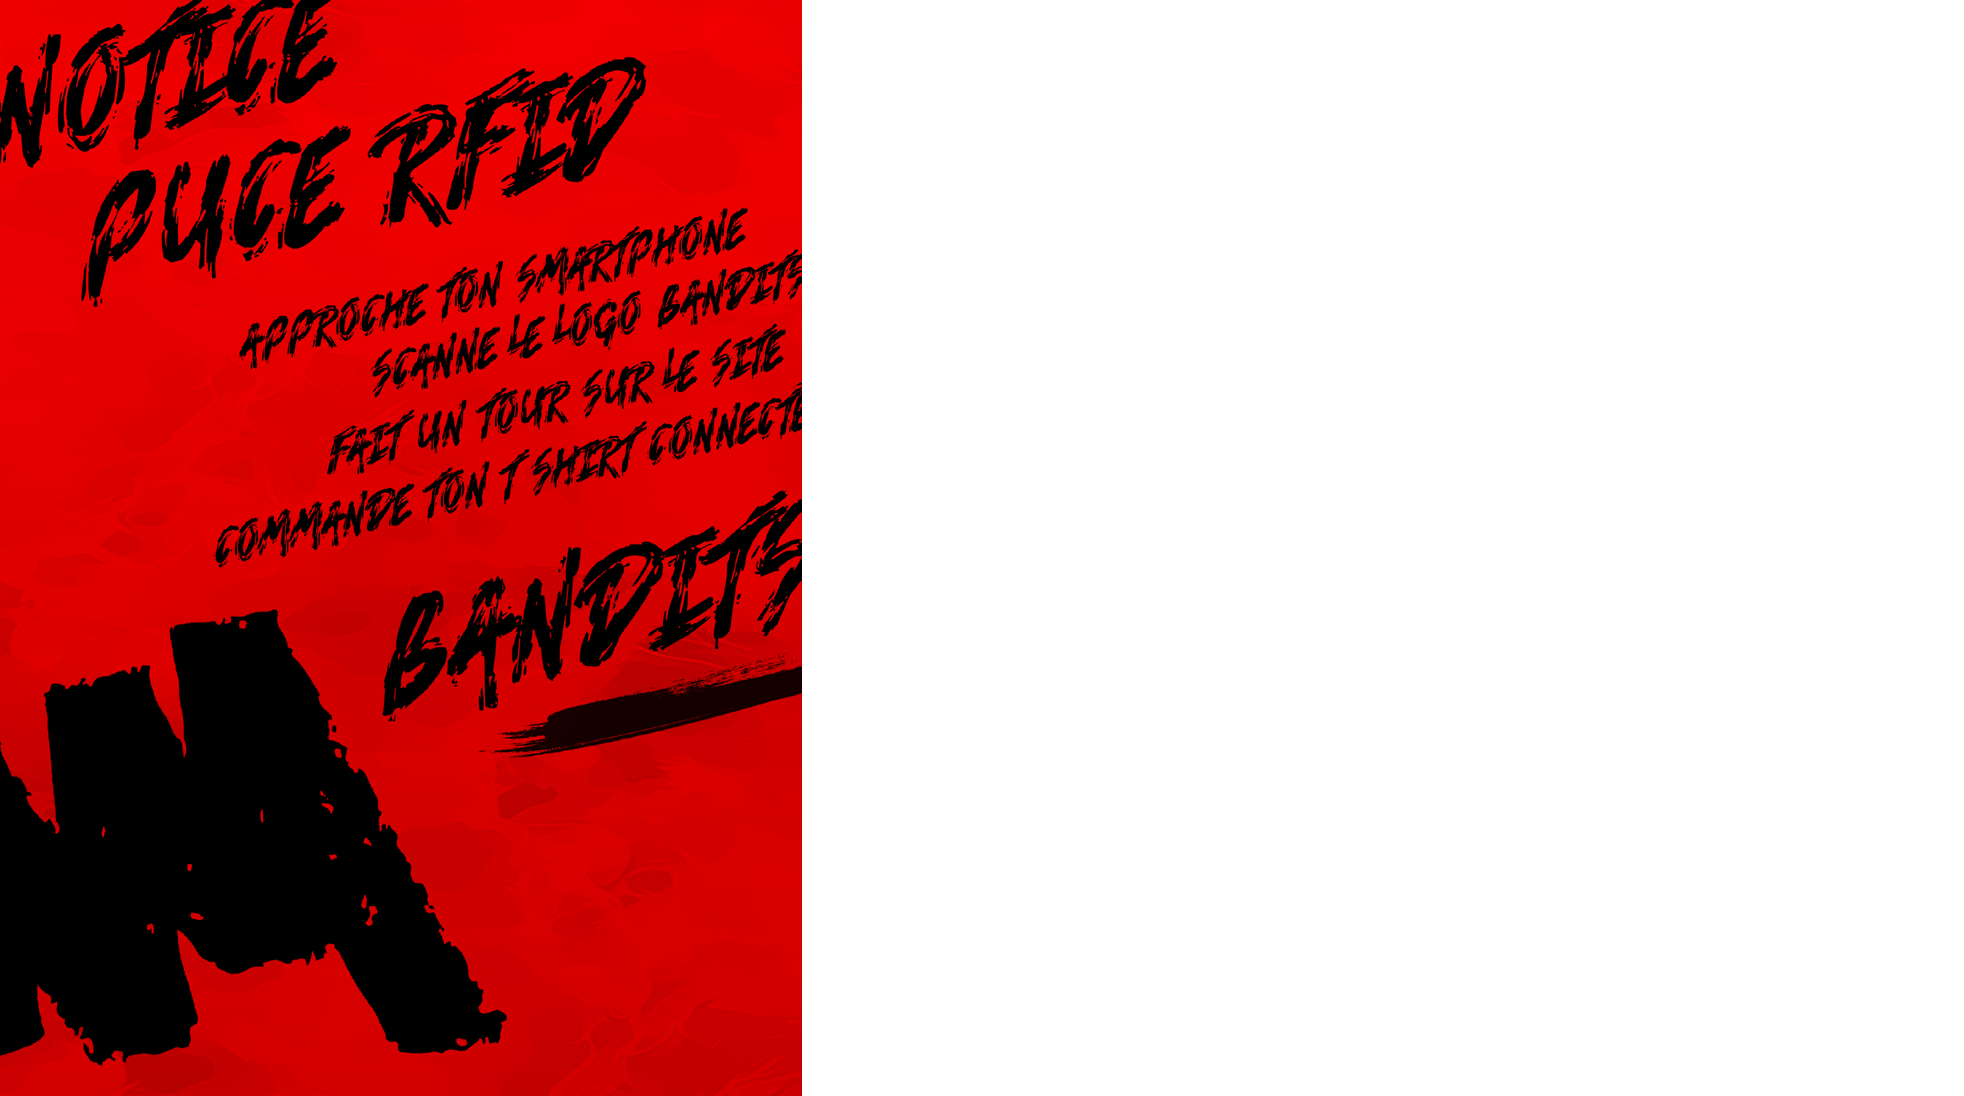 NOTICE
PUCE RFID
APPROCHE TON SMARTPHONE
SCANNE LE LOGO BANDITS
FAIT UN TOUR SUR LE SITE
COMMANDE TON T SHIRT CONNECTE
BANDITS